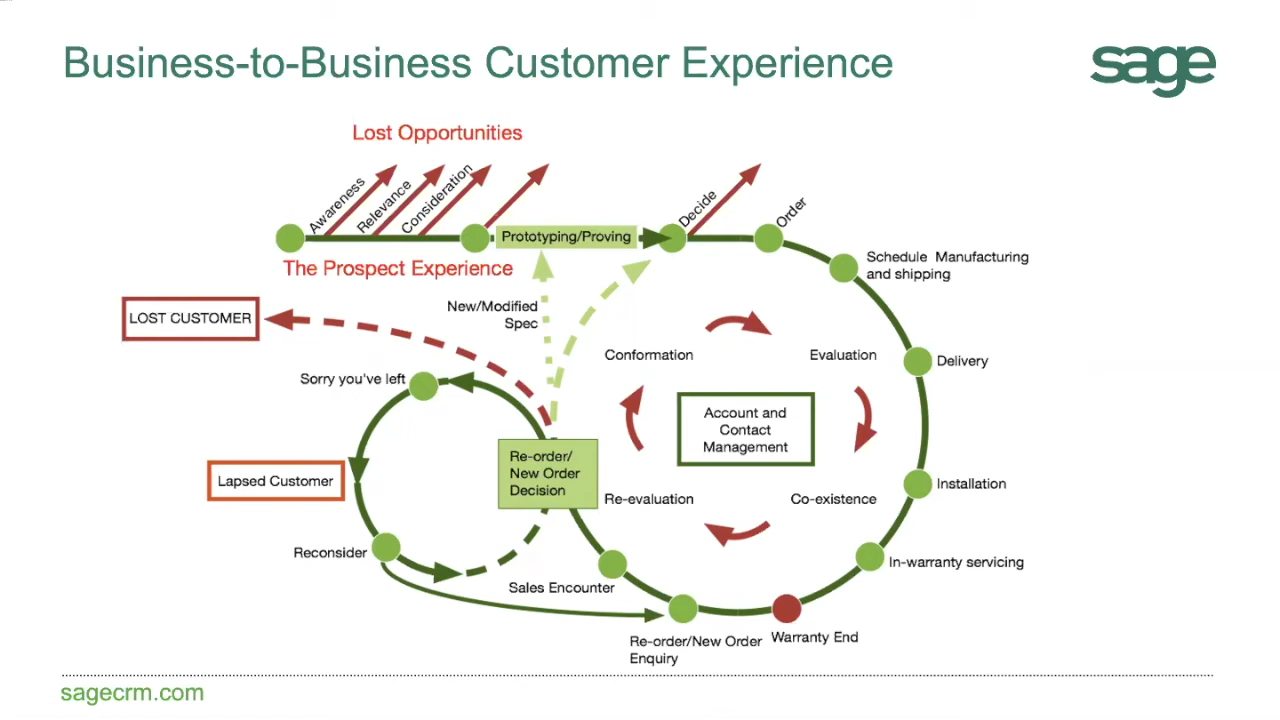 Business-to-Business Customer Experience
sage
Lost Opportunities
Awareness
Relevance
Consideration
Decide
Order
Prototyping/Proving
The Prospect Experience
Schedule Manufacturing
and shipping
New/Modified
Spec
LOST CUSTOMER
Conformation
Evaluation
Delivery
Sorry you've left
Account and
Contact
Management
Re-order/
New Order
Decision
Lapsed Customer
Re-evaluation
Co-existence
Installation
Reconsider
In-warranty servicing
Sales Encounter
Re-order/New Order
Enquiry
Warranty End
sagecrm.com